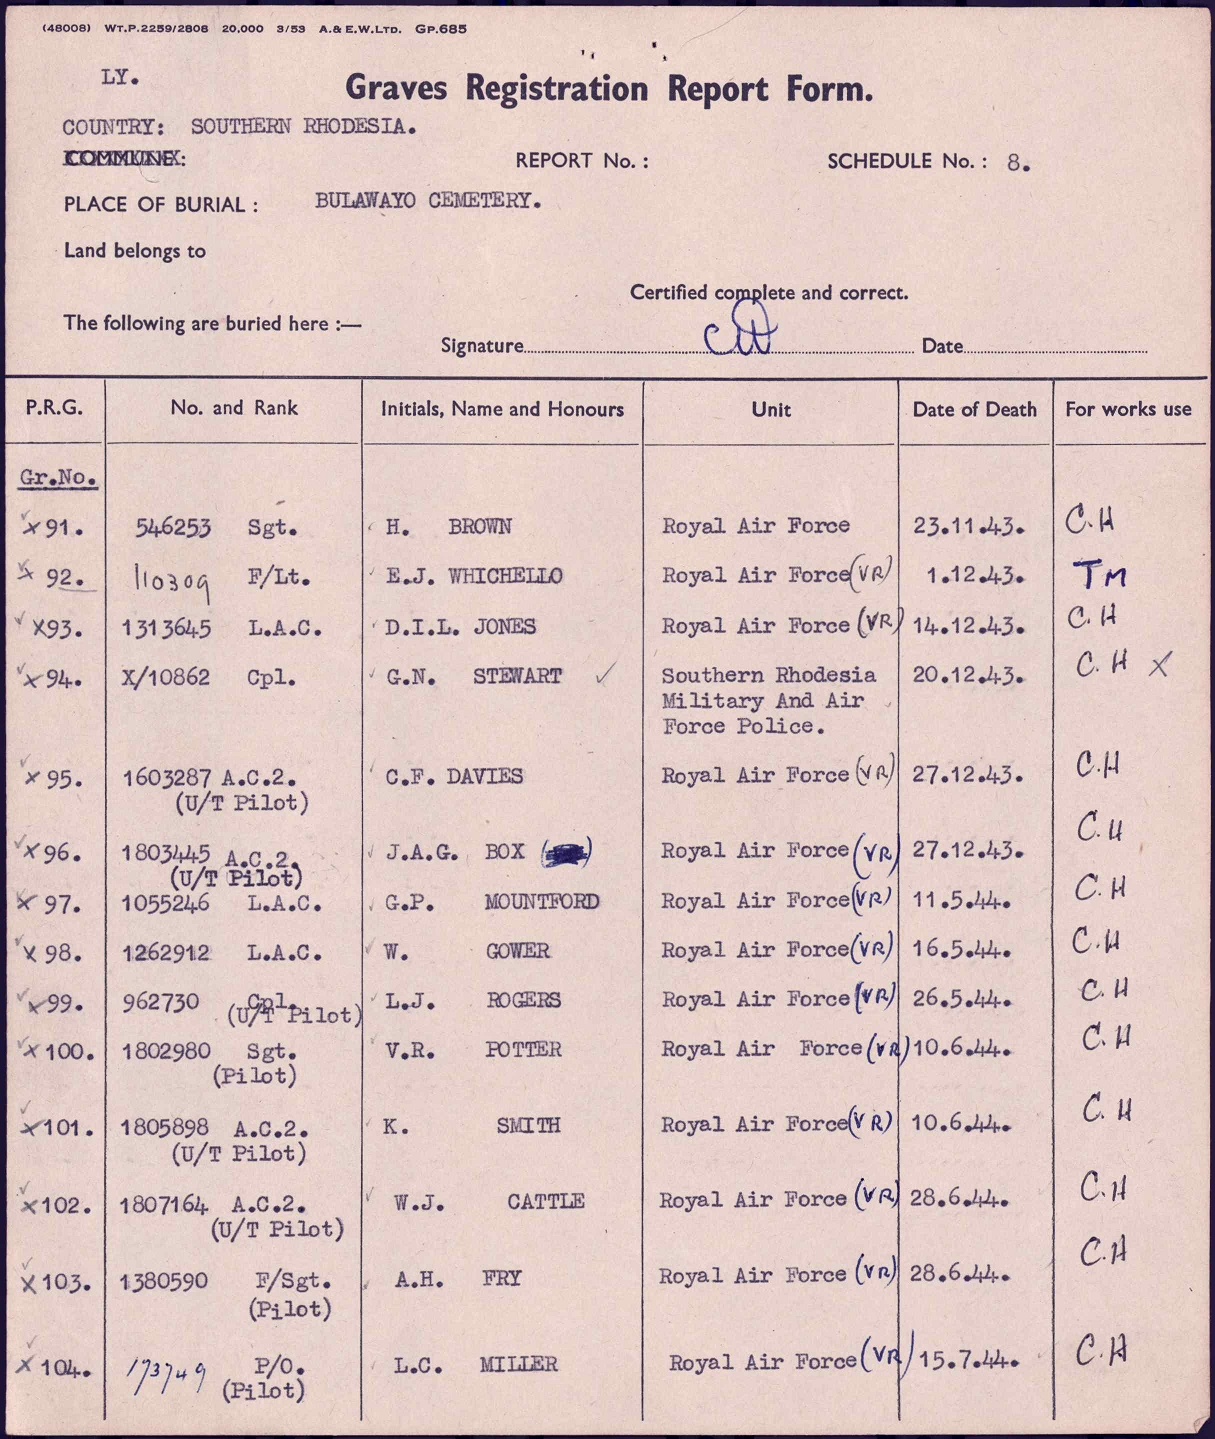 (48008) WT.P.2259/2808 20,000 3/53 A.& E.W.LTD. GP.685
LY.
Graves Registration Report Form.
COUNTRY: SOUTHERN RHODESIA.
COMMUNE:
REPORT No. : SCHEDULE No. : 8.
PLACE OF BURIAL : BULAWAYO CEMETERY.
Land belongs to
Certified complete and correct.
The following are buried here :—
Signature Date
P.R.G. No. and Rank Initials, Name and Honours Unit Date of Death For works use
Gr.No.
x 91. 546253 Sgt. H. BROWN Royal Air Force 23.11.43. C.H
x 92. 110309 F/Lt. E.J. WHICHELLO Royal Air Force (VR) 1.12.43. TM
x 93. 1313645 L.A.C. D.I.L. JONES Royal Air Force (VR) 14.12.43. C.H
x 94. X/10862 Cpl. G.N. STEWART ✓ Southern Rhodesia 20.12.43. C.H X
Military And Air
Force Police.
x 95. 1603287 A.C.2. C.F. DAVIES Royal Air Force (VR) 27.12.43. C.H
(U/T Pilot)
x 96. 1803445 A.C.2. J.A.G. BOX Royal Air Force (VR) 27.12.43. C.H
(U/T Pilot)
x 97. 1055246 L.A.C. G.P. MOUNTFORD Royal Air Force (VR) 11.5.44. C.H
x 98. 1262912 L.A.C. W. GOWER Royal Air Force (VR) 16.5.44. C.H
x 99. 962730 Cpl. L.J. ROGERS Royal Air Force (VR) 26.5.44. C.H
(U/T Pilot)
x 100. 1802980 Sgt. V.R. POTTER Royal Air Force (VR) 10.6.44. C.H
(Pilot)
x 101. 1805898 A.C.2. K. SMITH Royal Air Force (VR) 10.6.44. C.H
(U/T Pilot)
x 102. 1807164 A.C.2. W.J. CATTLE Royal Air Force (VR) 28.6.44. C.H
(U/T Pilot)
x 103. 1380590 F/Sgt. A.H. FRY Royal Air Force (VR) 28.6.44. C.H
(Pilot)
x 104. 173749 P/O. L.C. MILLER Royal Air Force (VR) 15.7.44. C.H
(Pilot)